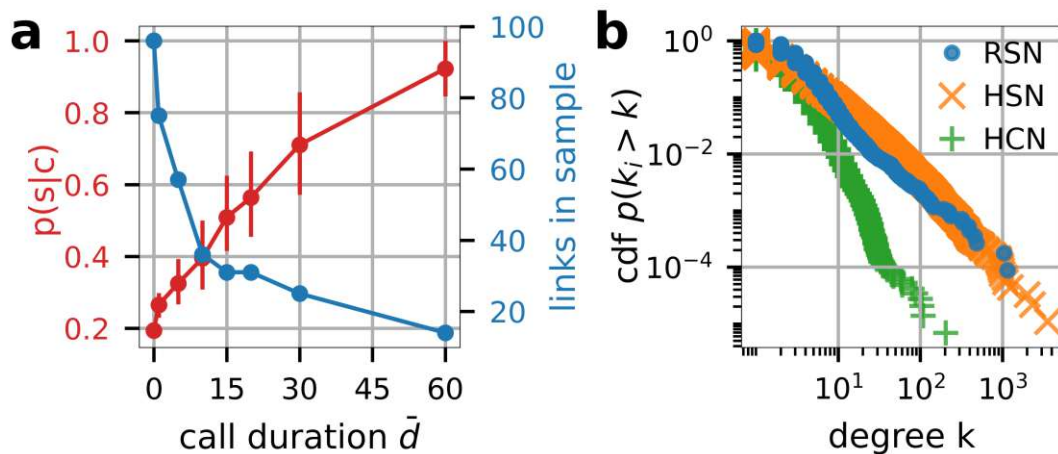 a
1.0
0.8
0.6
0.4
0.2
p(s|c)
0 15 30 45 60
call duration d̄
100
80
60
40
20
links in sample
b
10⁰
10⁻²
10⁻⁴
cdf p(kᵢ > k)
RSN
HSN
HCN
10¹ 10² 10³
degree k